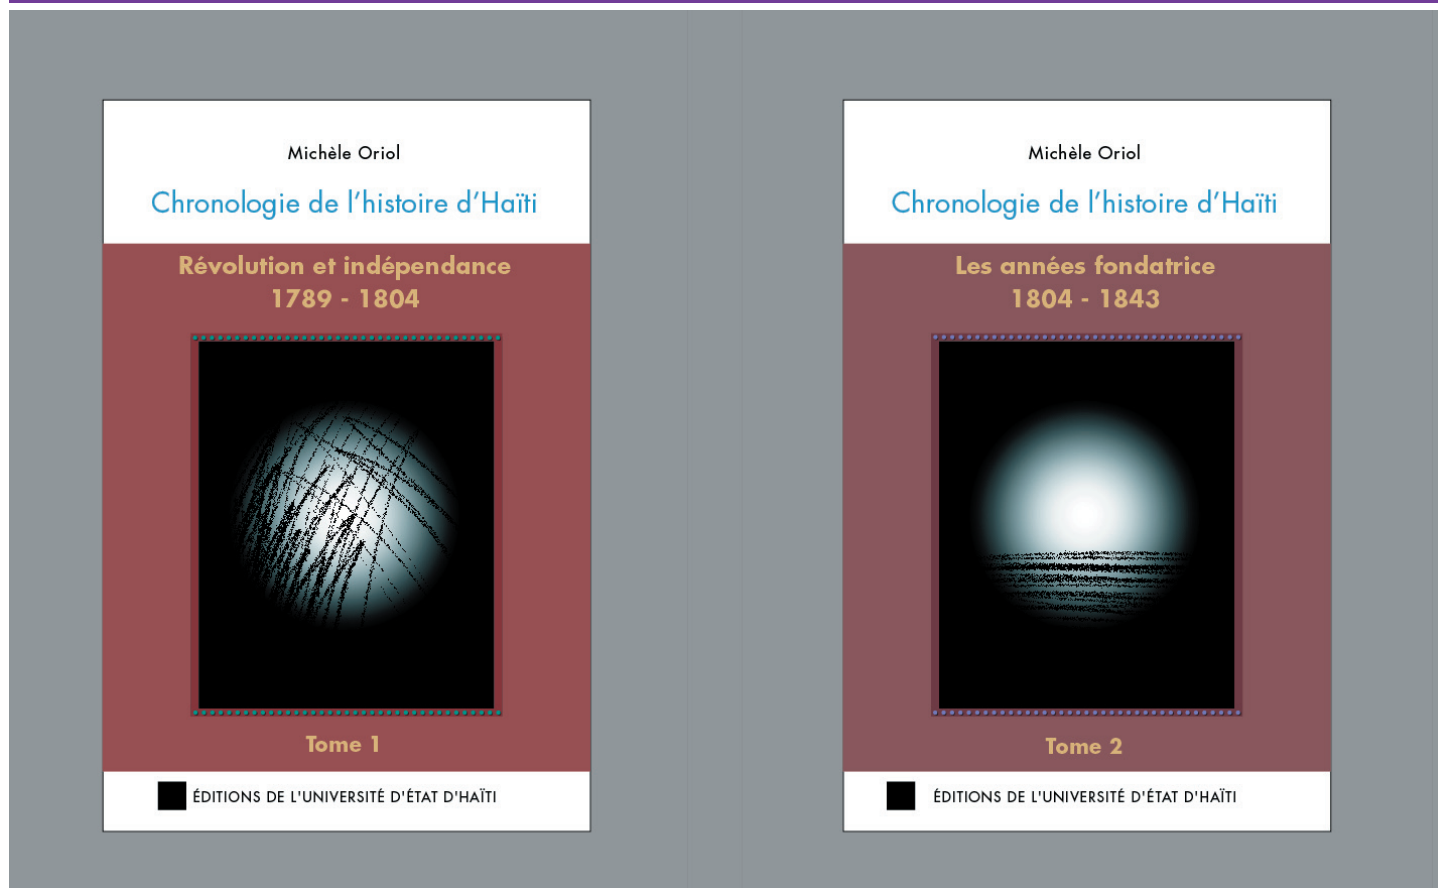 Michèle Oriol
Chronologie de l’histoire d’Haïti
Révolution et indépendance
1789 - 1804
Tome 1
ÉDITIONS DE L'UNIVERSITÉ D'ÉTAT D'HAÏTI
Michèle Oriol
Chronologie de l’histoire d’Haïti
Les années fondatrice
1804 - 1843
Tome 2
ÉDITIONS DE L'UNIVERSITÉ D'ÉTAT D'HAÏTI